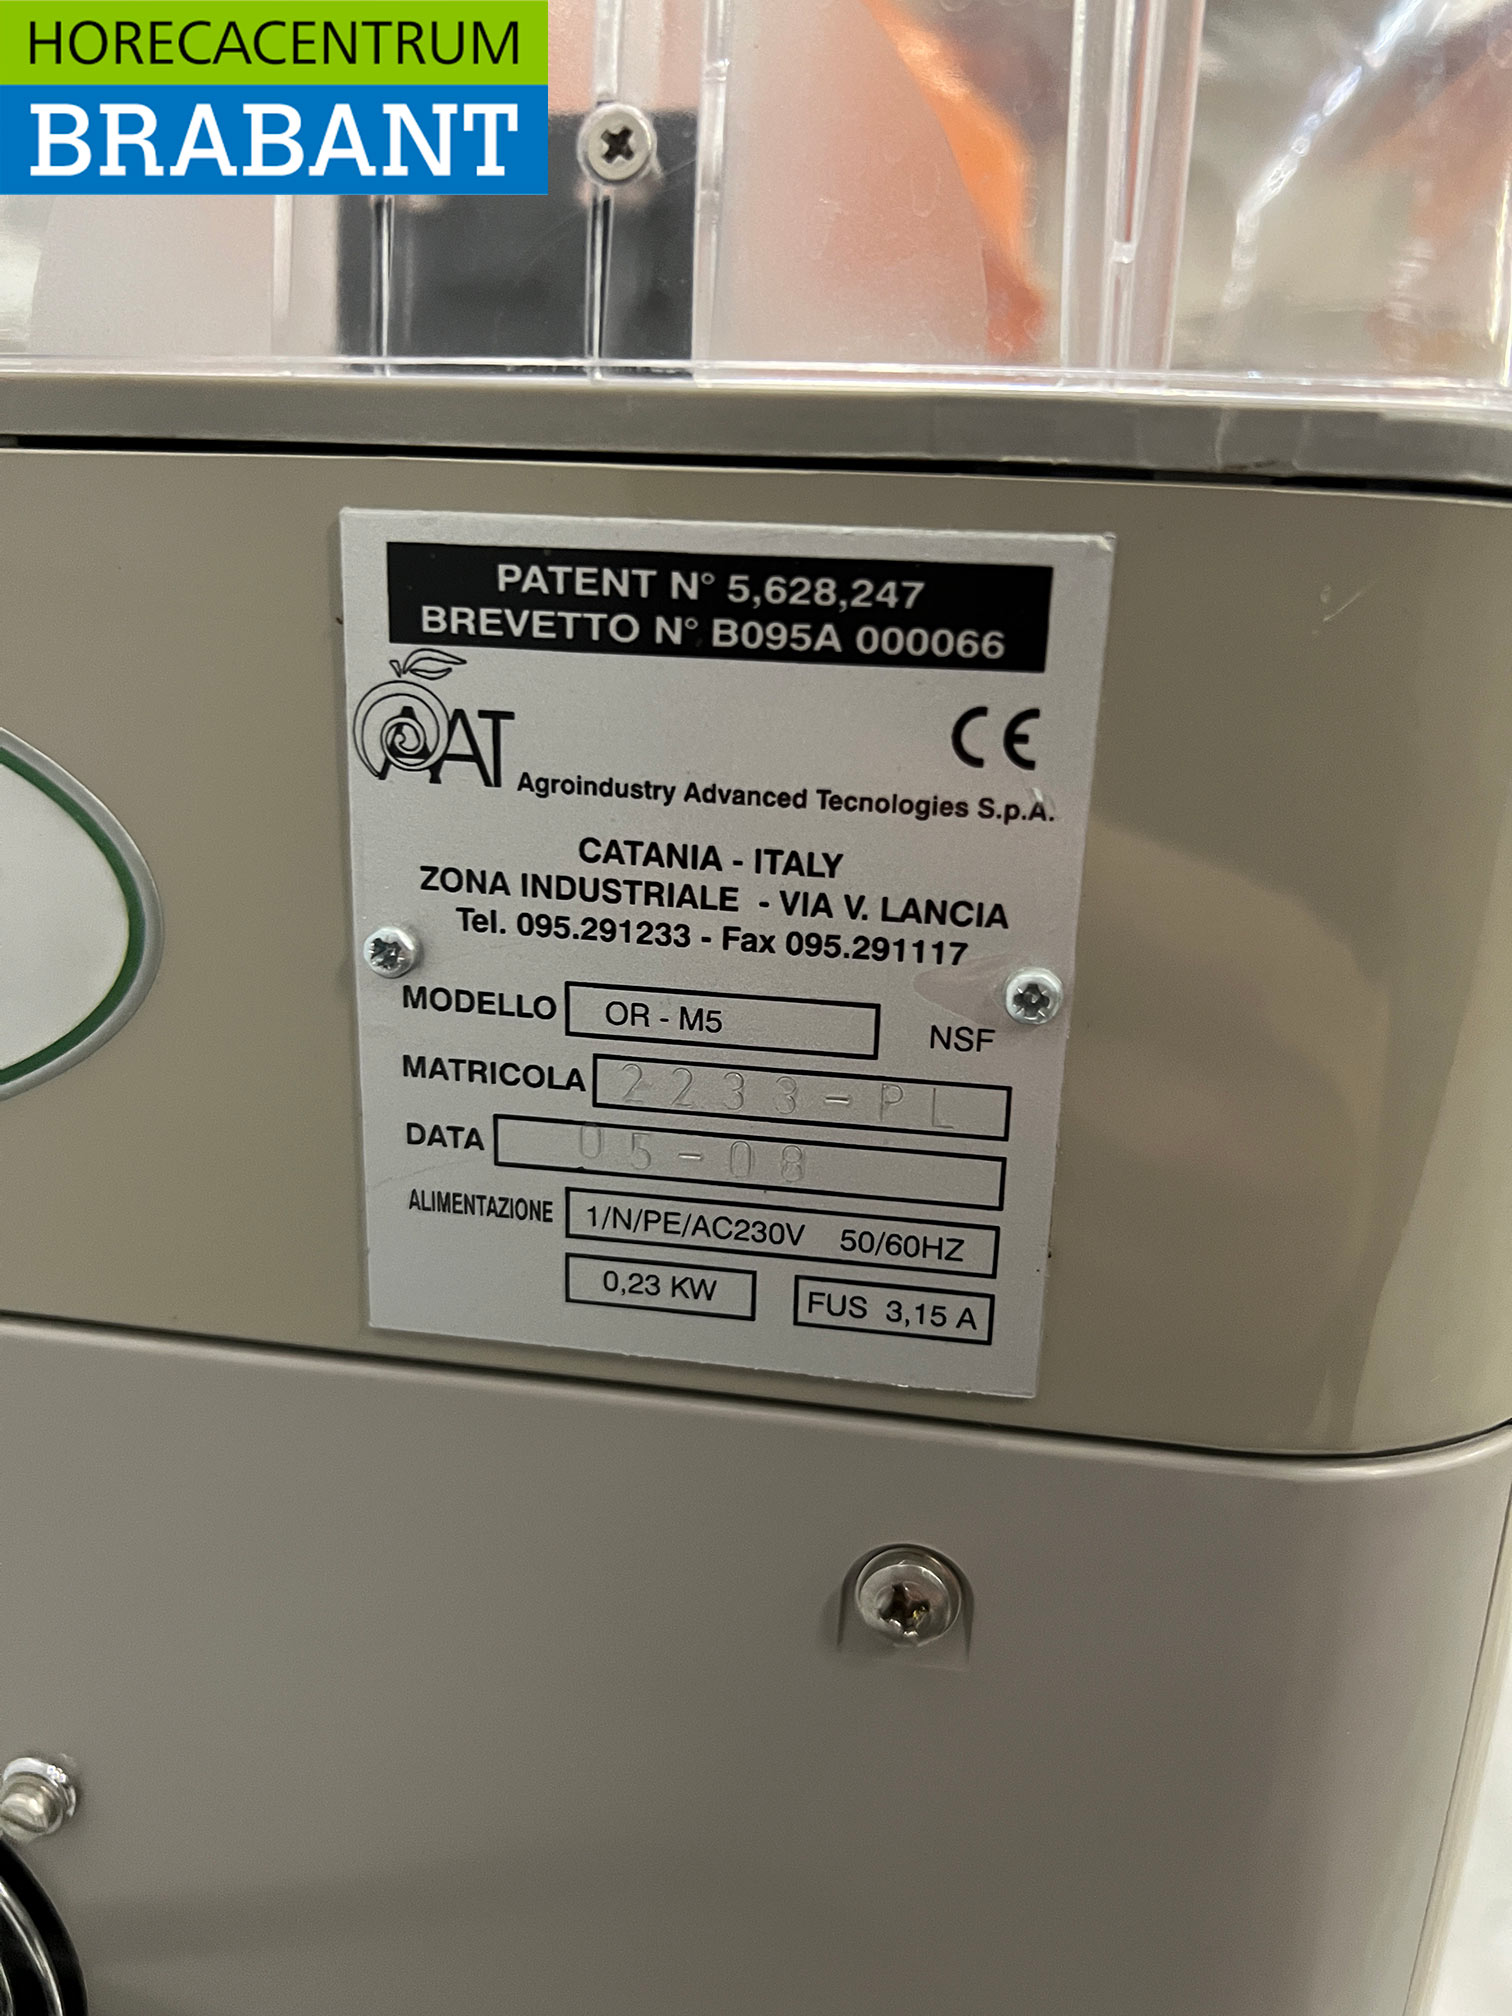 HORECACENTRUM
BRABANT
PATENT N° 5,628,247
BREVETTO N° B095A 000066
AAT
CE
Agroindustry Advanced Tecnologies S.p.A.
CATANIA - ITALY
ZONA INDUSTRIALE - VIA V. LANCIA
Tel. 095.291233 - Fax 095.291117
MODELLO OR - M5 NSF
MATRICOLA 2233-PL
DATA 05-08
ALIMENTAZIONE 1/N/PE/AC230V 50/60HZ
0,23 KW FUS 3,15 A